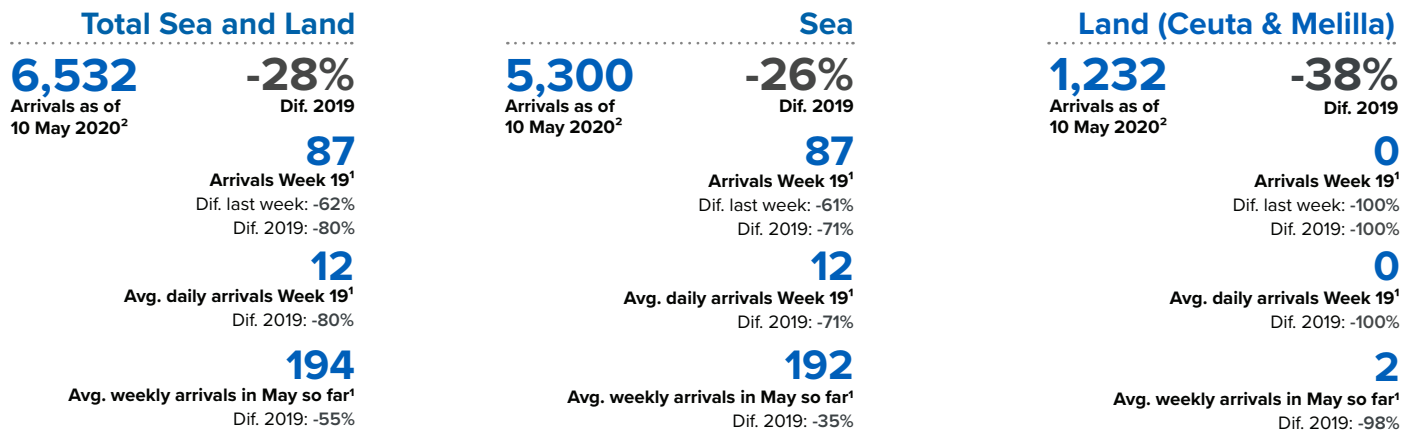 Total Sea and Land
6,532
Arrivals as of
10 May 2020²
-28%
Dif. 2019
87
Arrivals Week 19¹
Dif. last week: -62%
Dif. 2019: -80%
12
Avg. daily arrivals Week 19¹
Dif. 2019: -80%
194
Avg. weekly arrivals in May so far¹
Dif. 2019: -55%
Sea
5,300
Arrivals as of
10 May 2020²
-26%
Dif. 2019
87
Arrivals Week 19¹
Dif. last week: -61%
Dif. 2019: -71%
12
Avg. daily arrivals Week 19¹
Dif. 2019: -71%
192
Avg. weekly arrivals in May so far¹
Dif. 2019: -35%
Land (Ceuta & Melilla)
1,232
Arrivals as of
10 May 2020²
-38%
Dif. 2019
0
Arrivals Week 19¹
Dif. last week: -100%
Dif. 2019: -100%
0
Avg. daily arrivals Week 19¹
Dif. 2019: -100%
2
Avg. weekly arrivals in May so far¹
Dif. 2019: -98%